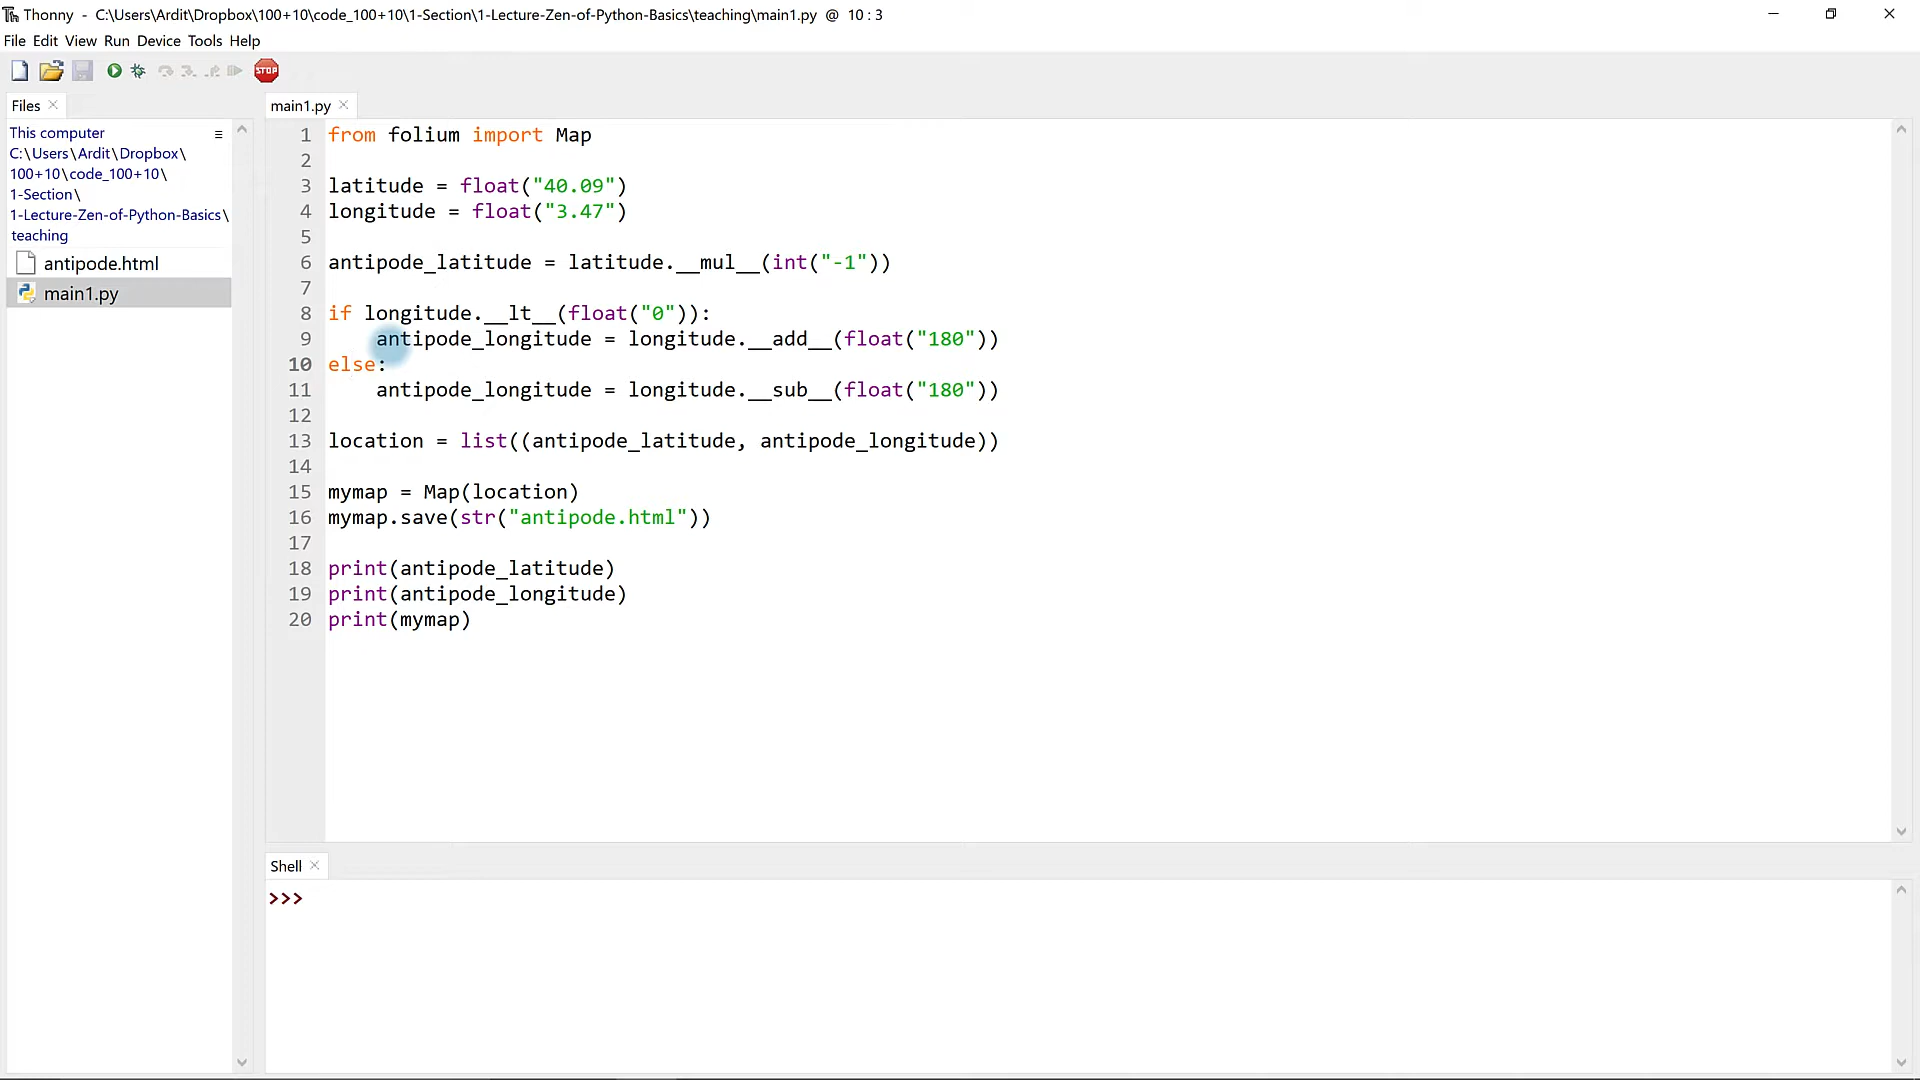 Thonny - C:\Users\Ardit\Dropbox\100+10\code_100+10\1-Section\1-Lecture-Zen-of-Python-Basics\teaching\main1.py @ 10 : 3
File Edit View Run Device Tools Help
STOP
Files
This computer
C:\Users\Ardit\Dropbox\
100+10\code_100+10\
1-Section\
1-Lecture-Zen-of-Python-Basics\
teaching
antipode.html
main1.py
main1.py
1 from folium import Map
2
3 latitude = float("40.09")
4 longitude = float("3.47")
5
6 antipode_latitude = latitude.__mul__(int("-1"))
7
8 if longitude.__lt__(float("0")):
9     antipode_longitude = longitude.__add__(float("180"))
10 else:
11     antipode_longitude = longitude.__sub__(float("180"))
12
13 location = list((antipode_latitude, antipode_longitude))
14
15 mymap = Map(location)
16 mymap.save(str("antipode.html"))
17
18 print(antipode_latitude)
19 print(antipode_longitude)
20 print(mymap)
Shell
>>>